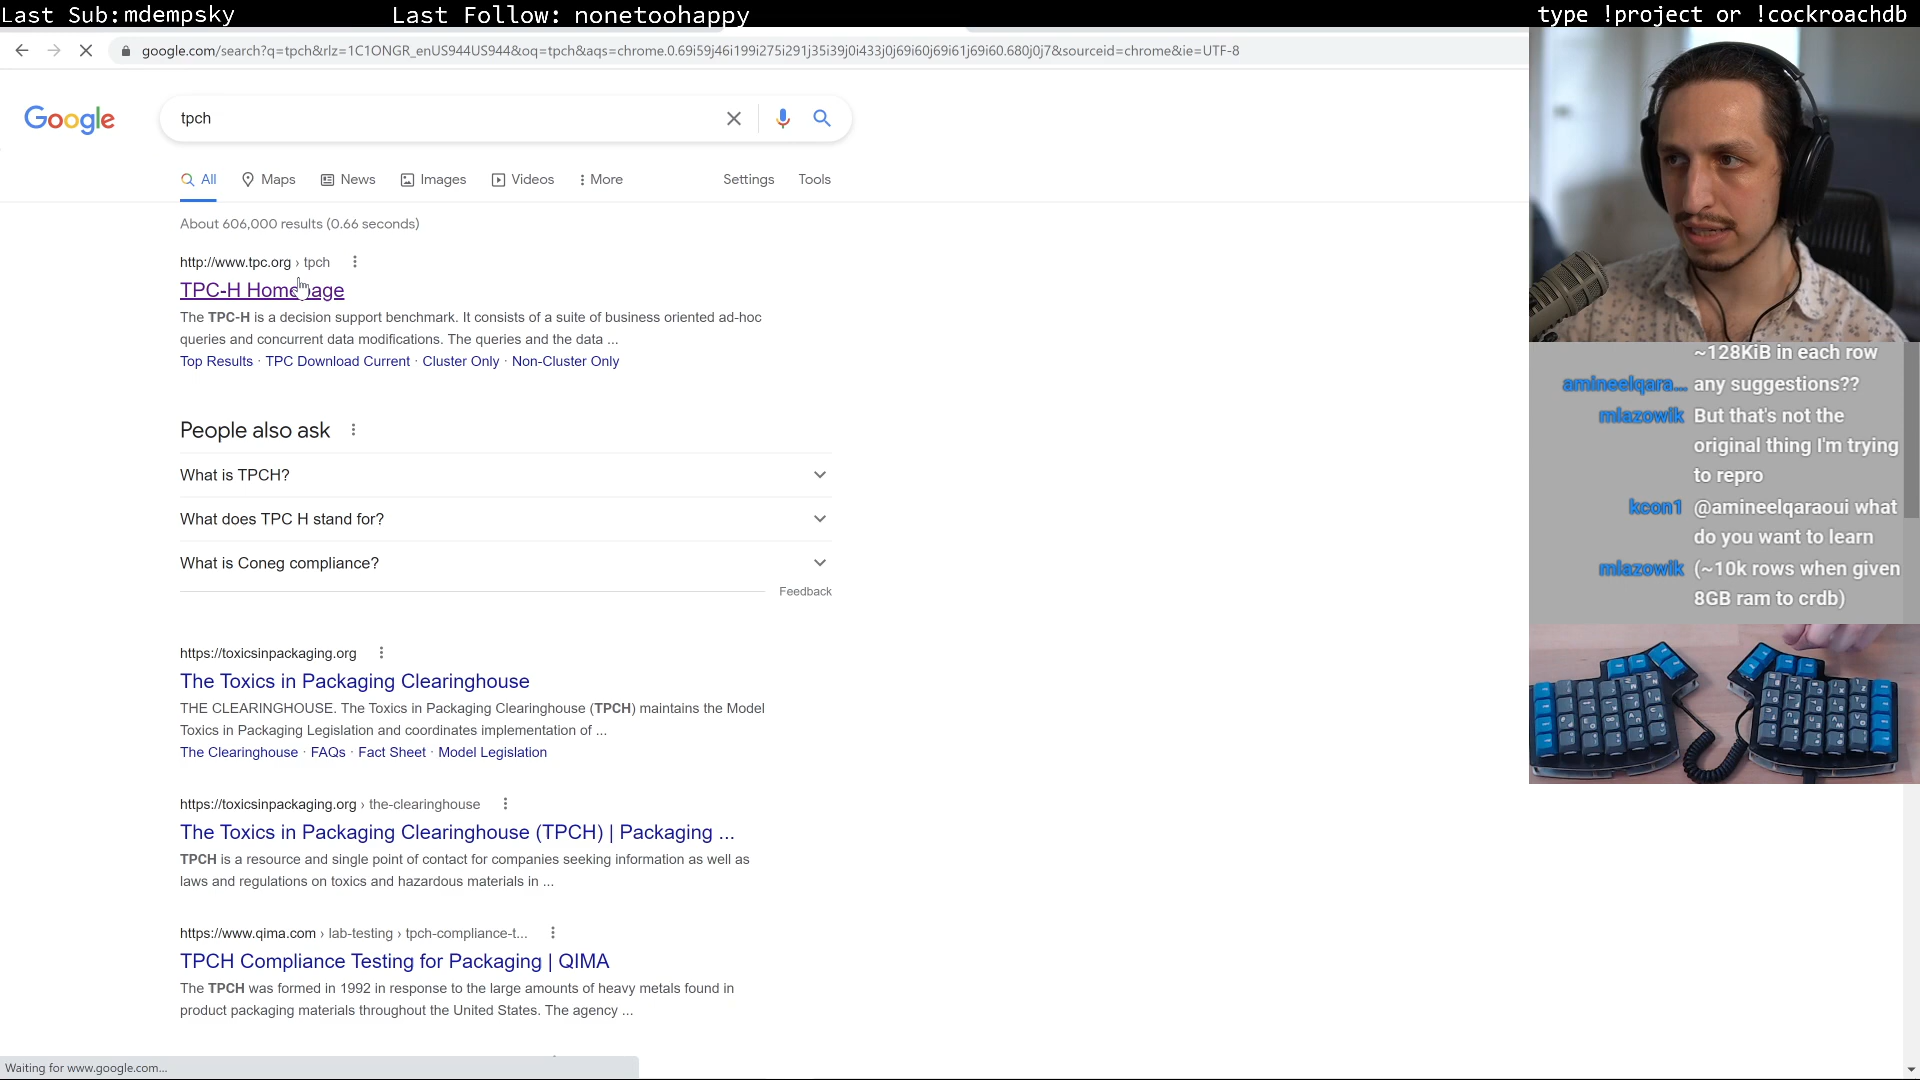 Last Sub:mdempsky
Last Follow: nonetoohappy
type !project or !cockroachdb
google.com/search?q=tpch&rlz=1C1ONGR_enUS944US944&oq=tpch&aqs=chrome.0.69i59j46i199i275i291j35i39j0i433j0j69i60j69i61j69i60.680j0j7&sourceid=chrome&ie=UTF-8
Google
tpch
All
Maps
News
Images
Videos
More
Settings
Tools
About 606,000 results (0.66 seconds)
http://www.tpc.org › tpch
TPC-H Homepage
The TPC-H is a decision support benchmark. It consists of a suite of business oriented ad-hoc
queries and concurrent data modifications. The queries and the data ...
Top Results · TPC Download Current · Cluster Only · Non-Cluster Only
People also ask
What is TPCH?
What does TPC H stand for?
What is Coneg compliance?
Feedback
https://toxicsinpackaging.org
The Toxics in Packaging Clearinghouse
THE CLEARINGHOUSE. The Toxics in Packaging Clearinghouse (TPCH) maintains the Model
Toxics in Packaging Legislation and coordinates implementation of ...
The Clearinghouse · FAQs · Fact Sheet · Model Legislation
https://toxicsinpackaging.org › the-clearinghouse
The Toxics in Packaging Clearinghouse (TPCH) | Packaging ...
TPCH is a resource and single point of contact for companies seeking information as well as
laws and regulations on toxics and hazardous materials in ...
https://www.qima.com › lab-testing › tpch-compliance-t...
TPCH Compliance Testing for Packaging | QIMA
The TPCH was formed in 1992 in response to the large amounts of heavy metals found in
product packaging materials throughout the United States. The agency ...
Waiting for www.google.com...
~128KiB in each row
amineelqara... any suggestions??
mlazowik But that's not the
original thing I'm trying
to repro
kcon1 @amineelqaraoui what
do you want to learn
mlazowik (~10k rows when given
8GB ram to crdb)